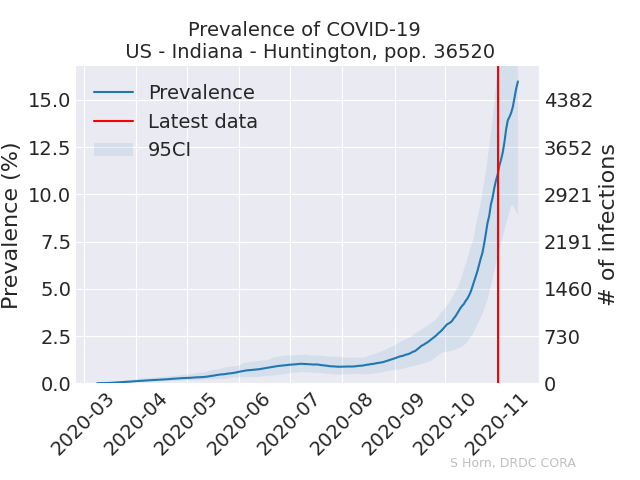 Prevalence of COVID-19
US - Indiana - Huntington, pop. 36520
Prevalence
Latest data
95CI
Prevalence (%)
15.0
12.5
10.0
7.5
5.0
2.5
0.0
4382
3652
2921
2191
1460
730
0
# of infections
2020-03
2020-04
2020-05
2020-06
2020-07
2020-08
2020-09
2020-10
2020-11
S Horn, DRDC CORA